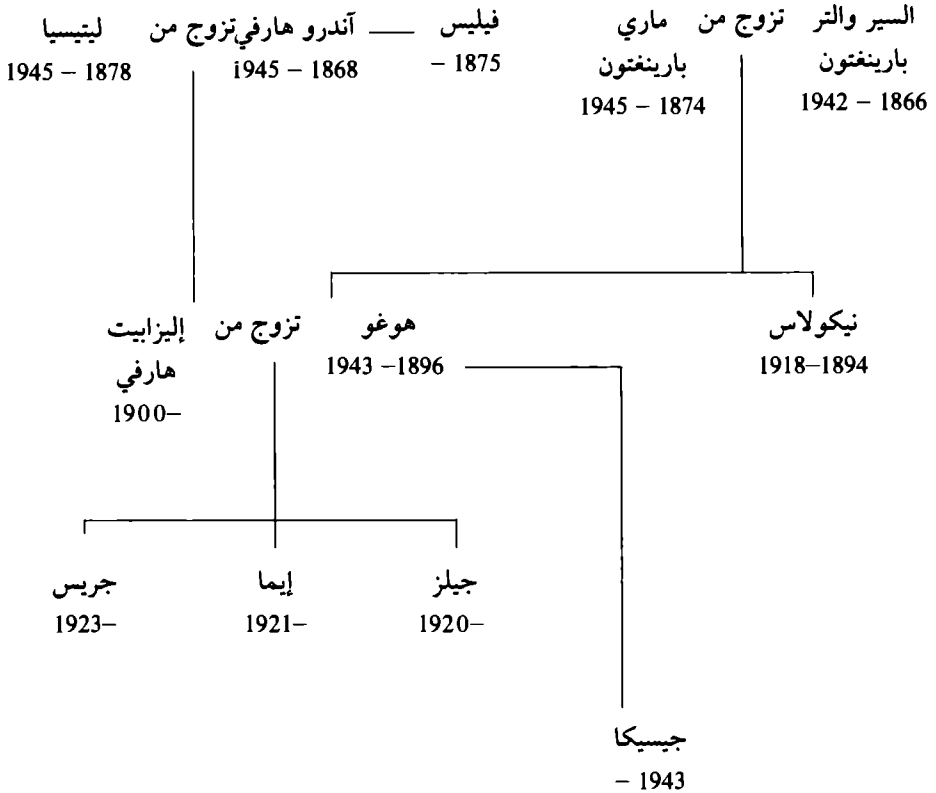 السير والتر
بارينغتون
1866 – 1942
تزوج من
ماري
بارينغتون
1874 – 1945
فيليس
1875 –
آندرو هارفي
1868 – 1945
تزوج من
ليتيسيا
1878 – 1945
نيكولاس
1894–1918
هوغو
1896– 1943
تزوج من
إليزابيت
هارفي
1900–
جيلز
1920–
إيما
1921–
جريس
1923–
جيسيكا
1943 –